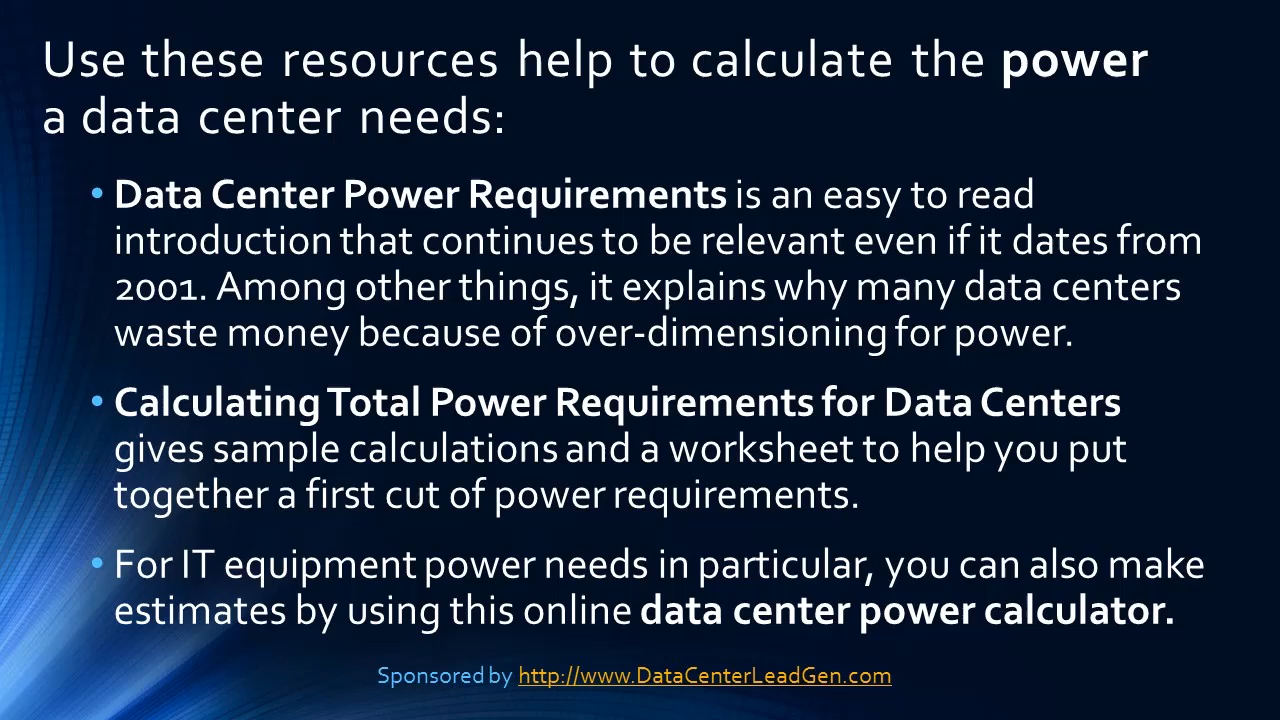 Use these resources help to calculate the power
a data center needs:
• Data Center Power Requirements is an easy to read
introduction that continues to be relevant even if it dates from
2001. Among other things, it explains why many data centers
waste money because of over-dimensioning for power.
• Calculating Total Power Requirements for Data Centers
gives sample calculations and a worksheet to help you put
together a first cut of power requirements.
• For IT equipment power needs in particular, you can also make
estimates by using this online data center power calculator.
Sponsored by http://www.DataCenterLeadGen.com